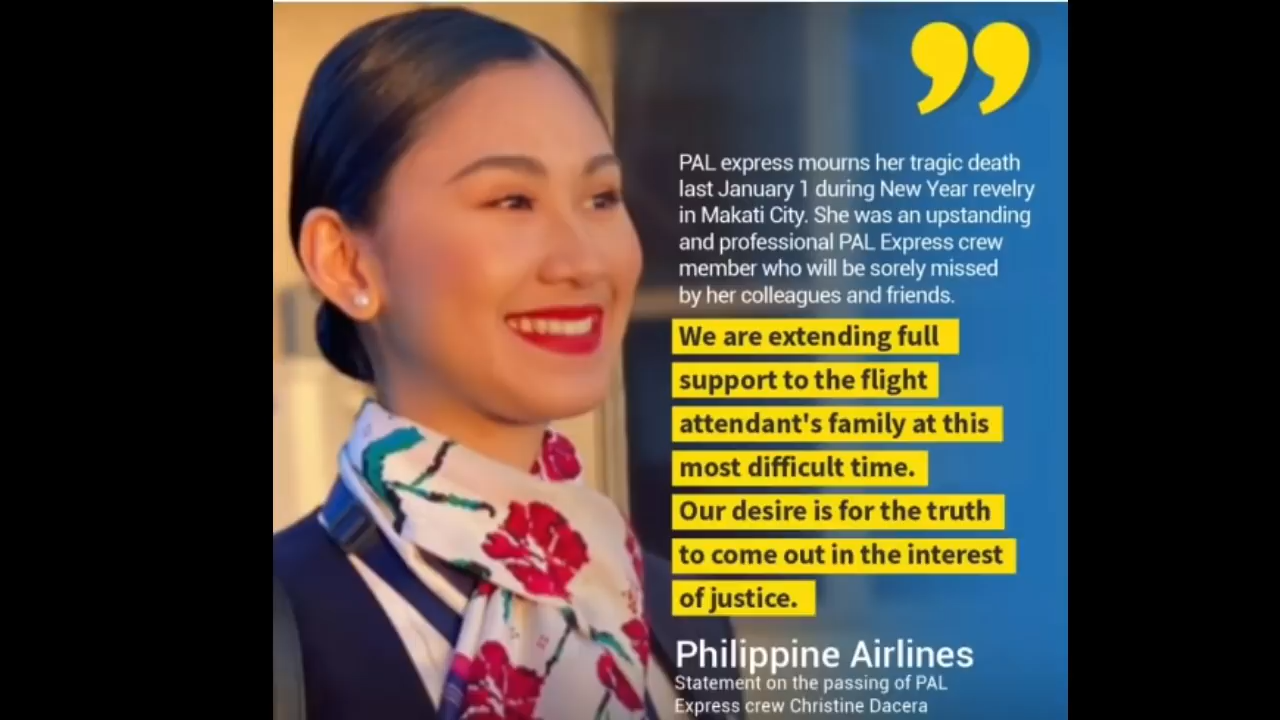 PAL express mourns her tragic death
last January 1 during New Year revelry
in Makati City. She was an upstanding
and professional PAL Express crew
member who will be sorely missed
by her colleagues and friends.
We are extending full
support to the flight
attendant's family at this
most difficult time.
Our desire is for the truth
to come out in the interest
of justice.
Philippine Airlines
Statement on the passing of PAL
Express crew Christine Dacera